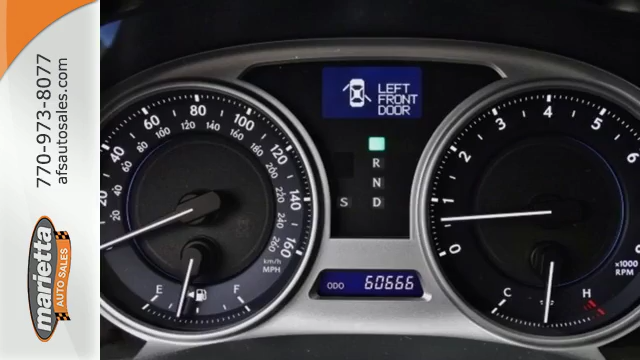 770-973-8077
afsautosales.com
marietta
AUTO SALES
LEFT
FRONT
DOOR
20 40 60 80 100 120 140 160
20 40 60 80 100 120 140 160 180 200 220 240 260
km/h
MPH
E F
R
N
S D
ODO 60666
0 1 2 3 4 5 6
x1000
RPM
C H